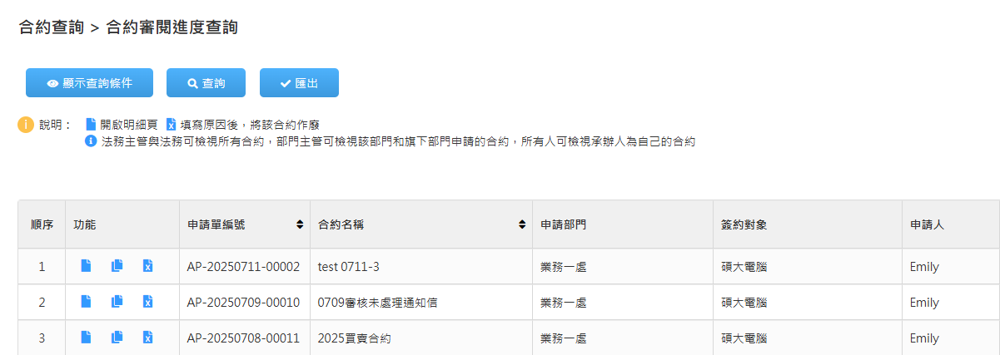 合約查詢 > 合約審閱進度查詢
顯示查詢條件 查詢 匯出
說明： 開啟明細頁 填寫原因後，將該合約作廢
法務主管與法務可檢視所有合約，部門主管可檢視該部門和旗下部門申請的合約，所有人可檢視承辦人為自己的合約
順序 功能 申請單編號 合約名稱 申請部門 簽約對象 申請人
1 AP-20250711-00002 test 0711-3 業務一處 碩大電腦 Emily
2 AP-20250709-00010 0709審核未處理通知信 業務一處 碩大電腦 Emily
3 AP-20250708-00011 2025買賣合約 業務一處 碩大電腦 Emily